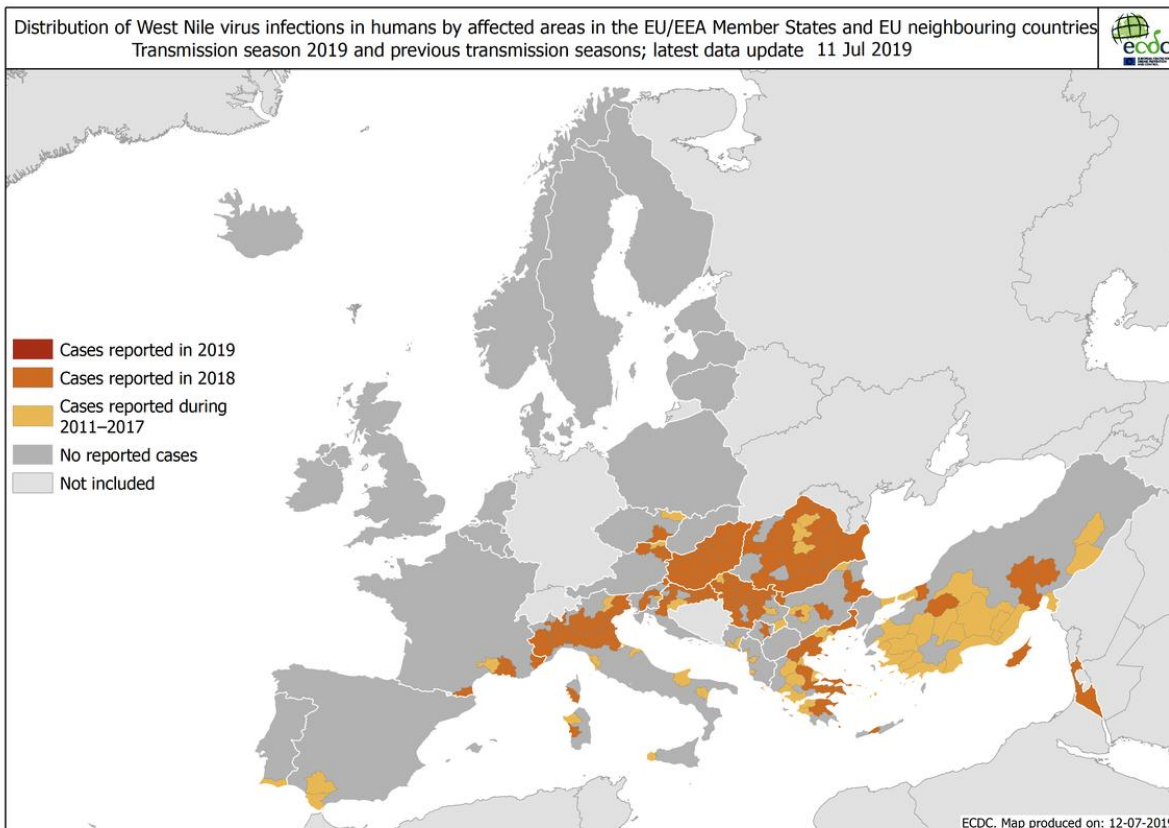 Distribution of West Nile virus infections in humans by affected areas in the EU/EEA Member States and EU neighbouring countries
Transmission season 2019 and previous transmission seasons; latest data update 11 Jul 2019
ecdc
Cases reported in 2019
Cases reported in 2018
Cases reported during
2011–2017
No reported cases
Not included
ECDC. Map produced on: 12-07-2019